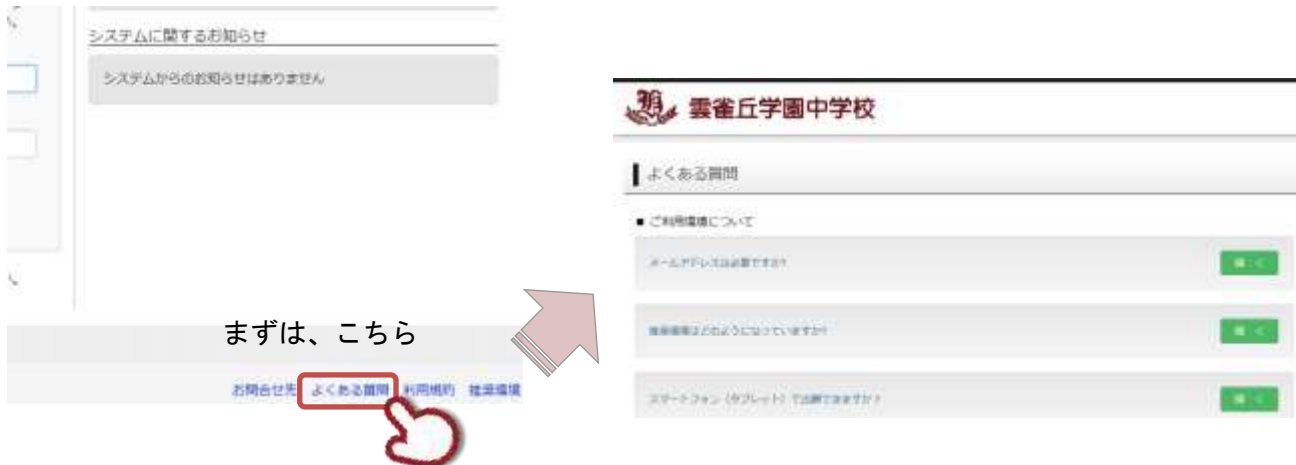 システムに関するお知らせ
システムからのお知らせはありません
まずは、こちら
お問合せ先 よくある質問 利用規約 推奨環境
雲雀丘学園中学校
よくある質問
■ ご利用環境について
メールアドレスは必要ですか?
開く
推奨環境はどのようになっていますか?
開く
スマートフォン（タブレット）で出願できますか？
開く